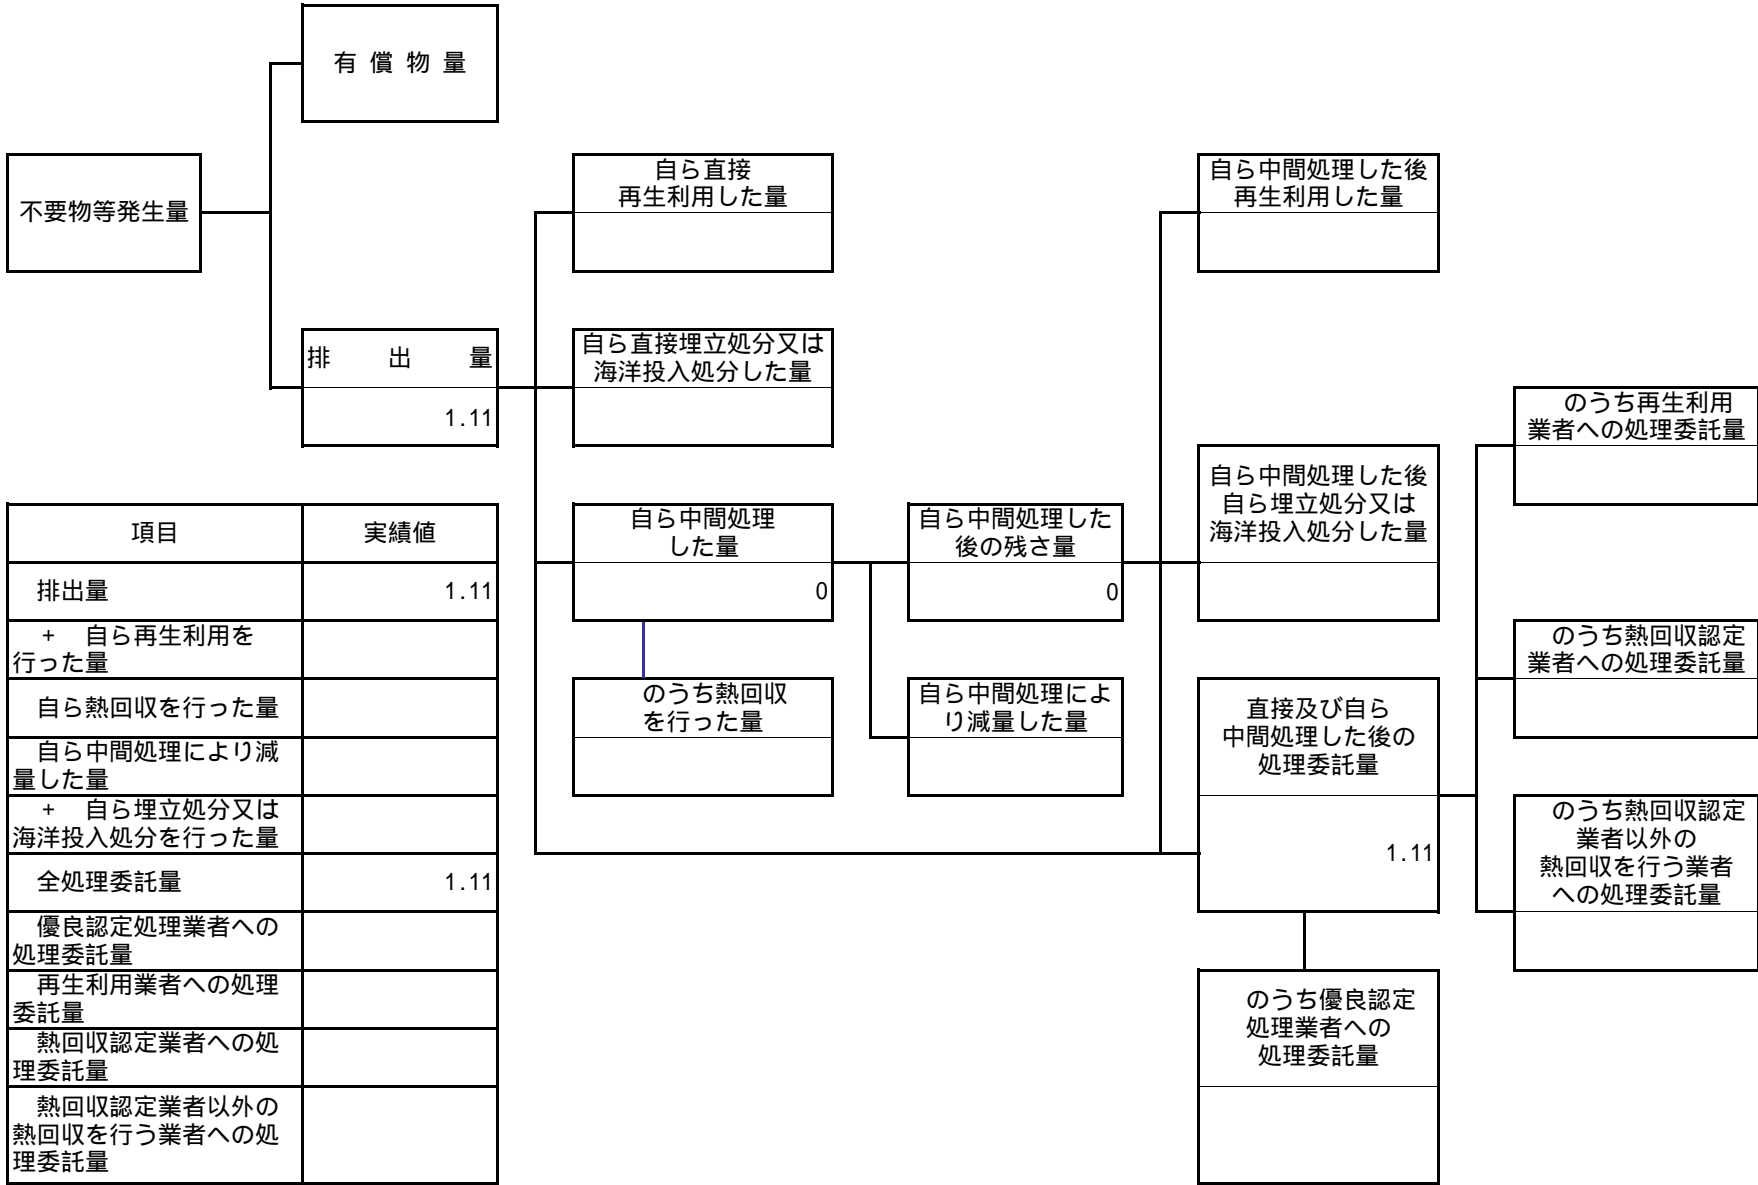 有 償 物 量
不要物等発生量
自ら直接
再生利用した量
自ら中間処理した後
再生利用した量
排 出 量
1.11
自ら直接埋立処分又は
海洋投入処分した量
のうち再生利用
業者への処理委託量
自ら中間処理
した量
0
自ら中間処理した
後の残さ量
0
自ら中間処理した後
自ら埋立処分又は
海洋投入処分した量
のうち熱回収認定
業者への処理委託量
のうち熱回収
を行った量
自ら中間処理によ
り減量した量
直接及び自ら
中間処理した後の
処理委託量
1.11
のうち熱回収認定
業者以外の
熱回収を行う業者
への処理委託量
のうち優良認定
処理業者への
処理委託量
項目 実績値
排出量 1.11
+ 自ら再生利用を
行った量
自ら熱回収を行った量
自ら中間処理により減
量した量
+ 自ら埋立処分又は
海洋投入処分を行った量
全処理委託量 1.11
優良認定処理業者への
処理委託量
再生利用業者への処理
委託量
熱回収認定業者への処
理委託量
熱回収認定業者以外の
熱回収を行う業者への処
理委託量